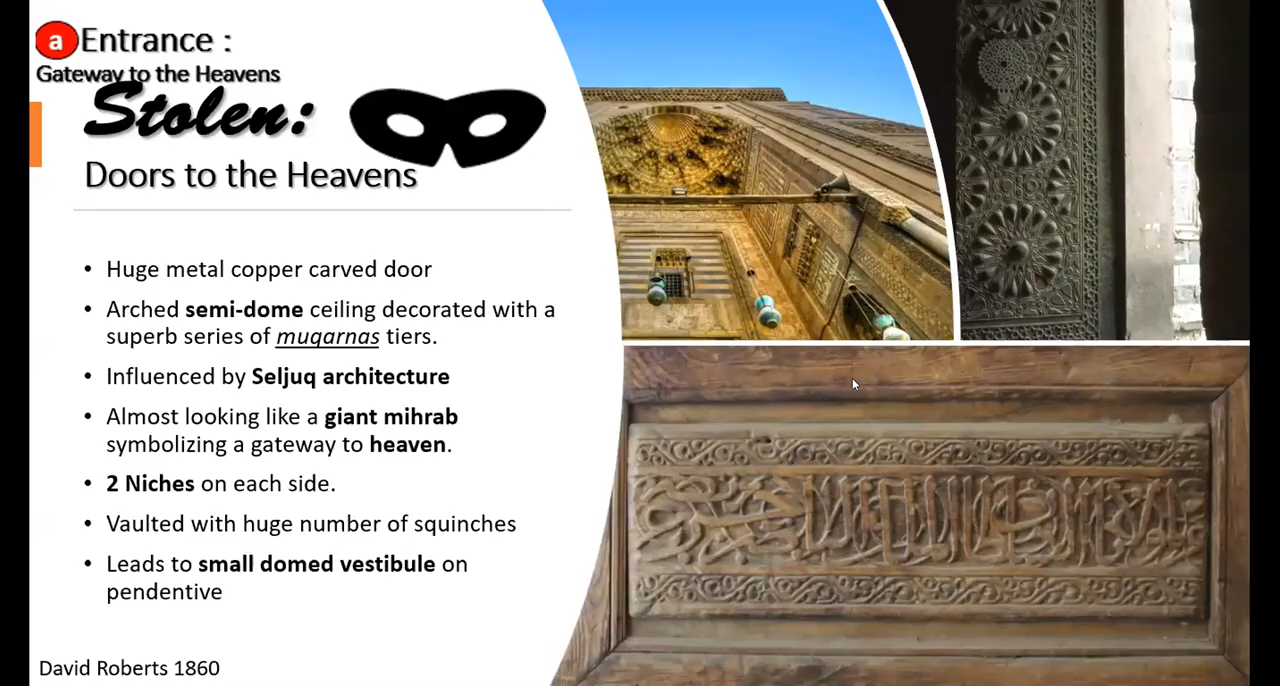 a Entrance :
Gateway to the Heavens
Stolen:
Doors to the Heavens
• Huge metal copper carved door
• Arched semi-dome ceiling decorated with a
superb series of muqarnas tiers.
• Influenced by Seljuq architecture
• Almost looking like a giant mihrab
symbolizing a gateway to heaven.
• 2 Niches on each side.
• Vaulted with huge number of squinches
• Leads to small domed vestibule on
pendentive
David Roberts 1860